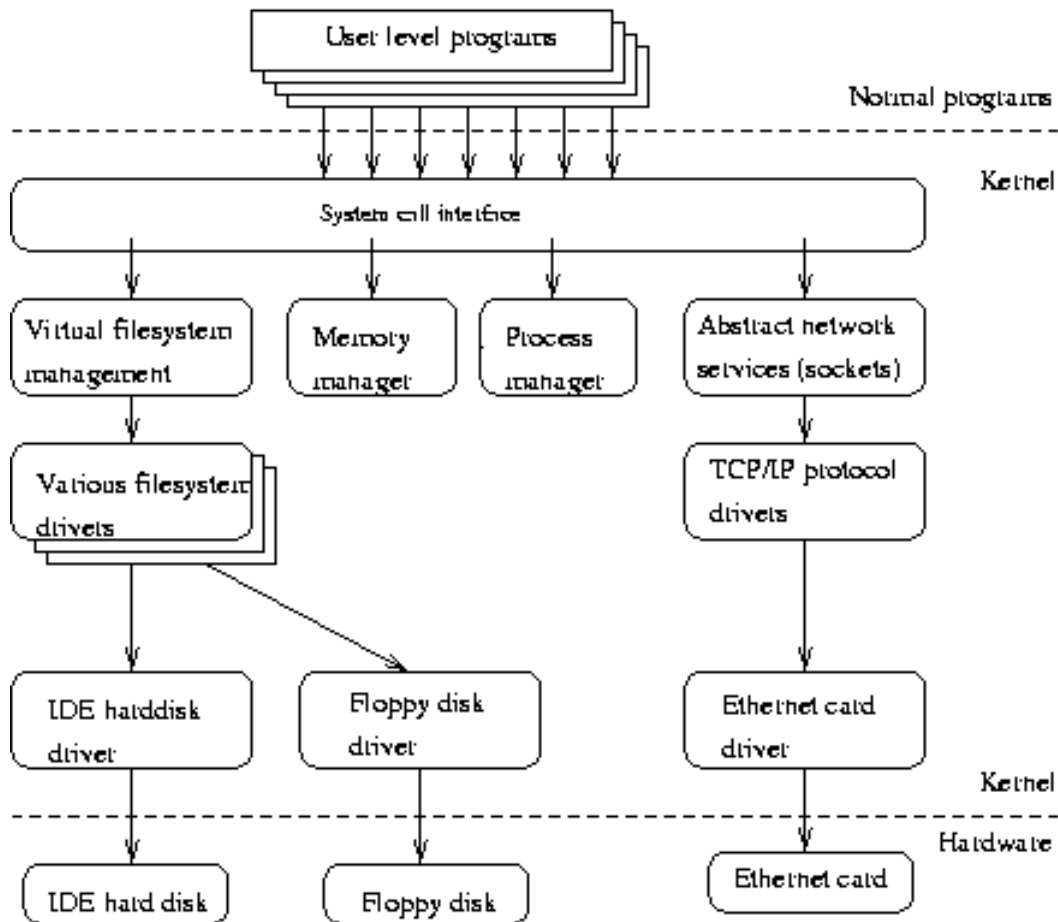 User level programs
Normal programs
Kernel
System call interface
Virtual filesystem
management
Memory
manager
Process
manager
Abstract network
services (sockets)
Various filesystem
drivers
TCP/IP protocol
drivers
IDE harddisk
driver
Floppy disk
driver
Ethernet card
driver
Kernel
Hardware
IDE hard disk
Floppy disk
Ethernet card